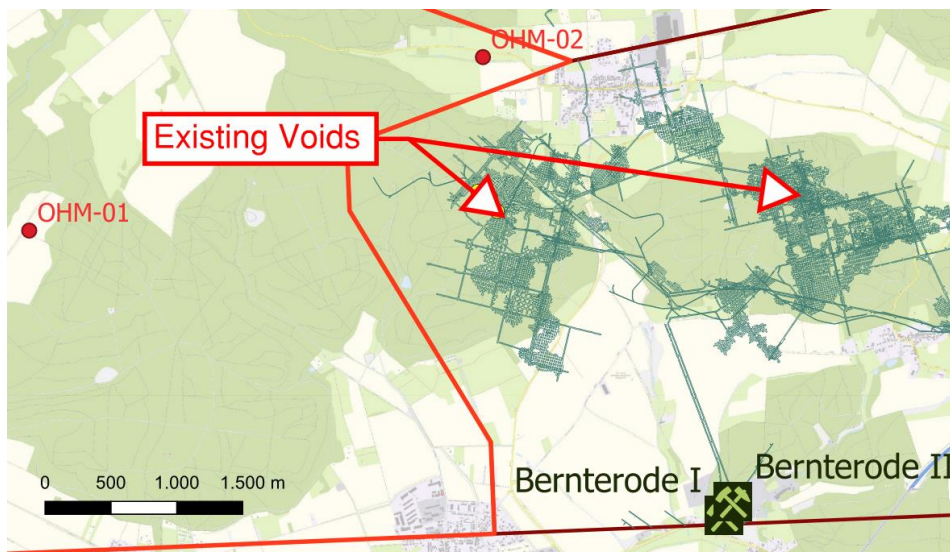 OHM-02
Existing Voids
OHM-01
Bernterode I
Bernterode II
0 500 1.000 1.500 m